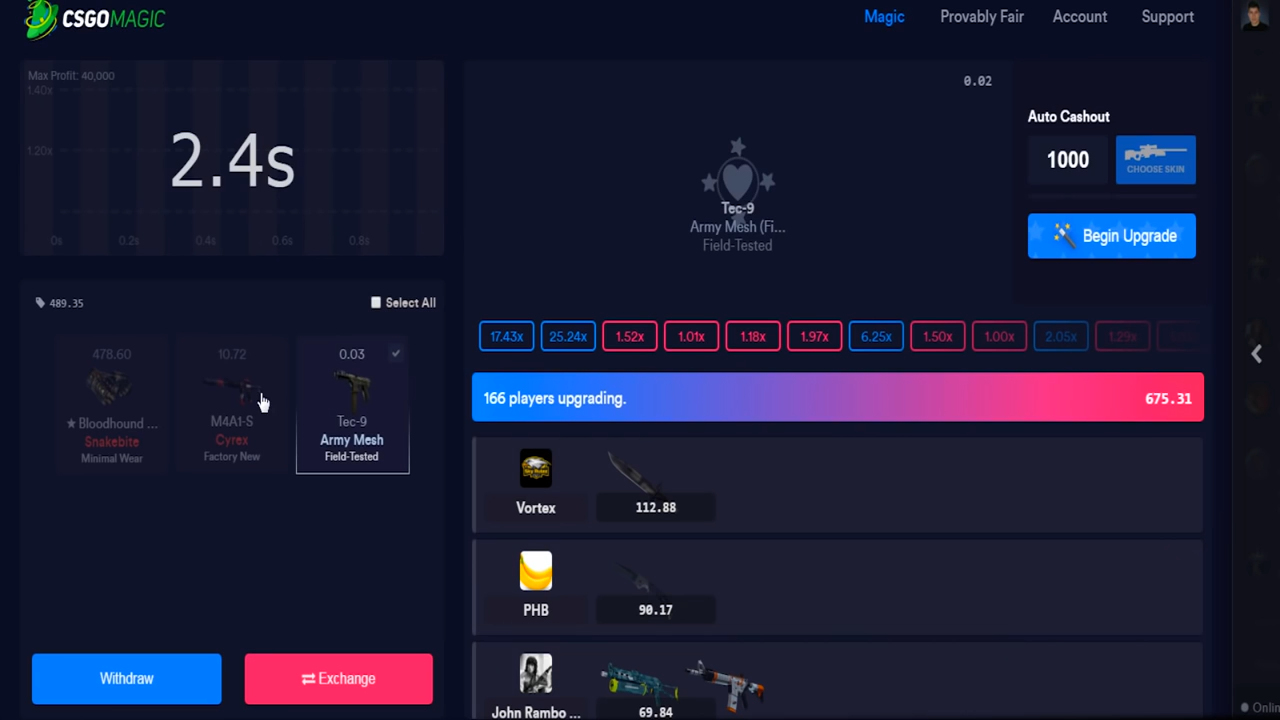 CSGOMAGIC
Magic
Provably Fair
Account
Support
Max Profit: 40,000
1.40x
1.20x
2.4s
0s
0.2s
0.4s
0.6s
0.8s
0.02
Tec-9
Army Mesh (Fi...
Field-Tested
Auto Cashout
1000
CHOOSE SKIN
Begin Upgrade
489.35
Select All
478.60
★ Bloodhound ...
Snakebite
Minimal Wear
10.72
M4A1-S
Cyrex
Factory New
0.03
Tec-9
Army Mesh
Field-Tested
17.43x
25.24x
1.52x
1.01x
1.18x
1.97x
6.25x
1.50x
1.00x
2.05x
1.29x
166 players upgrading.
675.31
Vortex
112.88
PHB
90.17
John Rambo ...
69.84
Withdraw
Exchange
Onlin